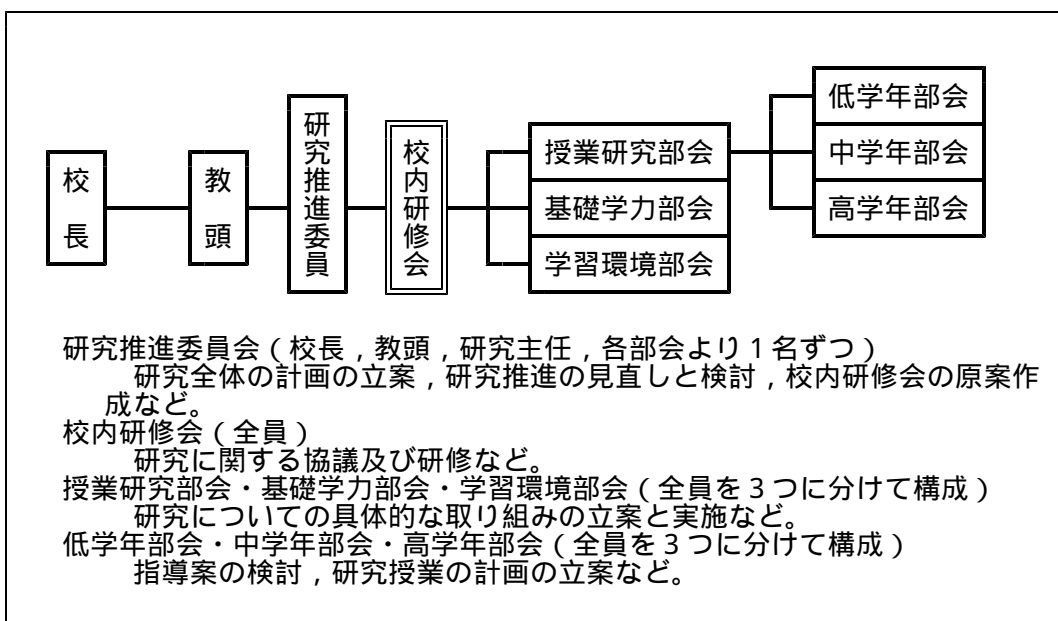 校長
教頭
研究推進委員
校内研修会
授業研究部会
基礎学力部会
学習環境部会
低学年部会
中学年部会
高学年部会
研究推進委員会(校長,教頭,研究主任,各部会より1名ずつ)
研究全体の計画の立案,研究推進の見直しと検討,校内研修会の原案作
成など。
校内研修会(全員)
研究に関する協議及び研修など。
授業研究部会・基礎学力部会・学習環境部会(全員を3つに分けて構成)
研究についての具体的な取り組みの立案と実施など。
低学年部会・中学年部会・高学年部会(全員を3つに分けて構成)
指導案の検討,研究授業の計画の立案など。